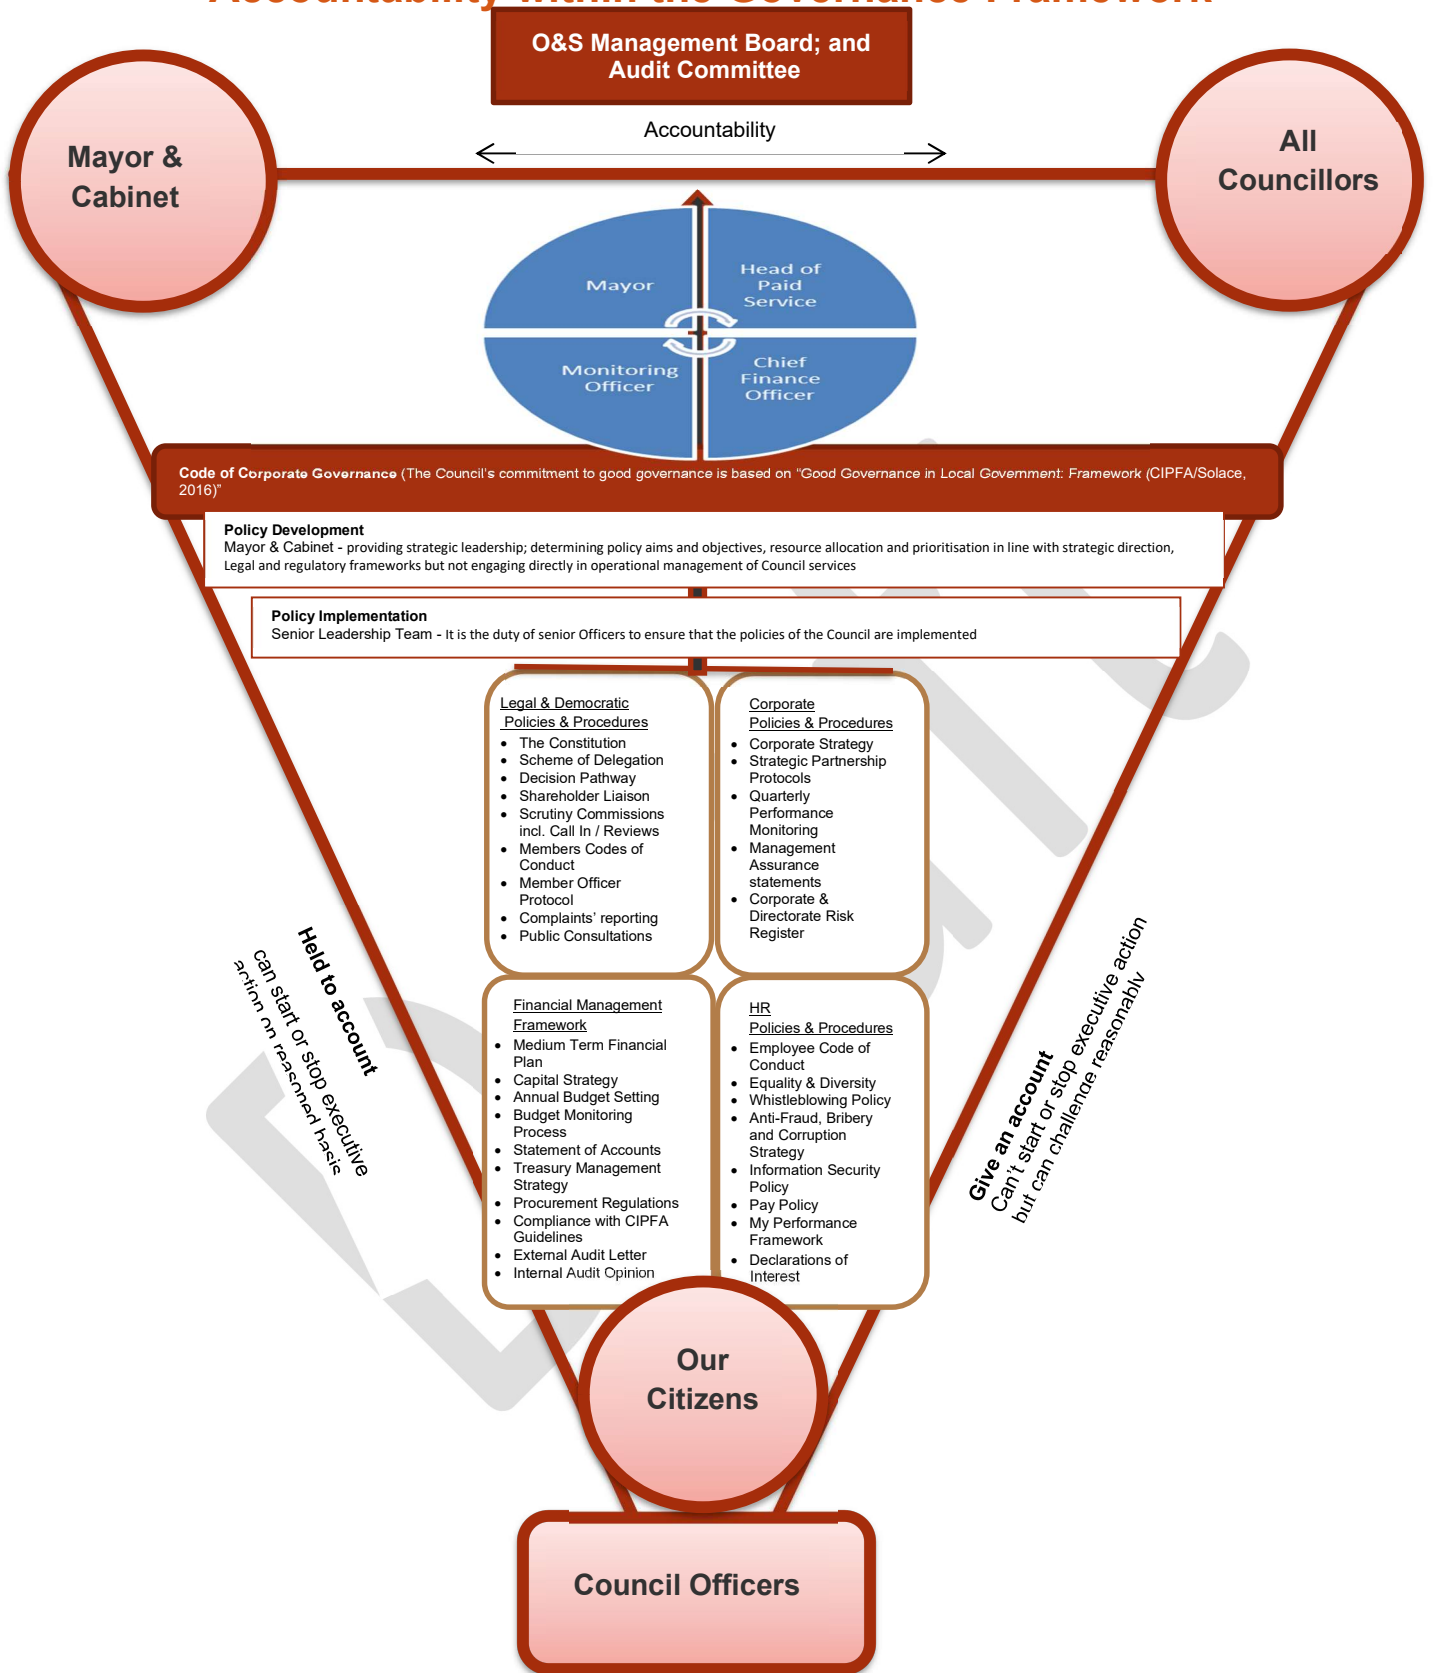 Accountability within the Governance Framework
O&S Management Board; and
Audit Committee
Accountability
Mayor &
Cabinet
All
Councillors
Mayor
Head of
Paid
Service
Monitoring
Officer
Chief
Finance
Officer
Code of Corporate Governance (The Council's commitment to good governance is based on "Good Governance in Local Government: Framework (CIPFA/Solace,
2016)"
Policy Development
Mayor & Cabinet - providing strategic leadership; determining policy aims and objectives, resource allocation and prioritisation in line with strategic direction,
Legal and regulatory frameworks but not engaging directly in operational management of Council services
Policy Implementation
Senior Leadership Team - It is the duty of senior Officers to ensure that the policies of the Council are implemented
Legal & Democratic
Policies & Procedures
• The Constitution
• Scheme of Delegation
• Decision Pathway
• Shareholder Liaison
• Scrutiny Commissions
incl. Call In / Reviews
• Members Codes of
Conduct
• Member Officer
Protocol
• Complaints' reporting
• Public Consultations
Corporate
Policies & Procedures
• Corporate Strategy
• Strategic Partnership
Protocols
• Quarterly
Performance
Monitoring
• Management
Assurance
statements
• Corporate &
Directorate Risk
Register
Held to account
can start or stop executive
action on reasoned basis
Give an account
Can't start or stop executive action
but can challenge reasonably
Financial Management
Framework
• Medium Term Financial
Plan
• Capital Strategy
• Annual Budget Setting
• Budget Monitoring
Process
• Statement of Accounts
• Treasury Management
Strategy
• Procurement Regulations
• Compliance with CIPFA
Guidelines
• External Audit Letter
• Internal Audit Opinion
HR
Policies & Procedures
• Employee Code of
Conduct
• Equality & Diversity
• Whistleblowing Policy
• Anti-Fraud, Bribery
and Corruption
Strategy
• Information Security
Policy
• Pay Policy
• My Performance
Framework
• Declarations of
Interest
Our
Citizens
Council Officers